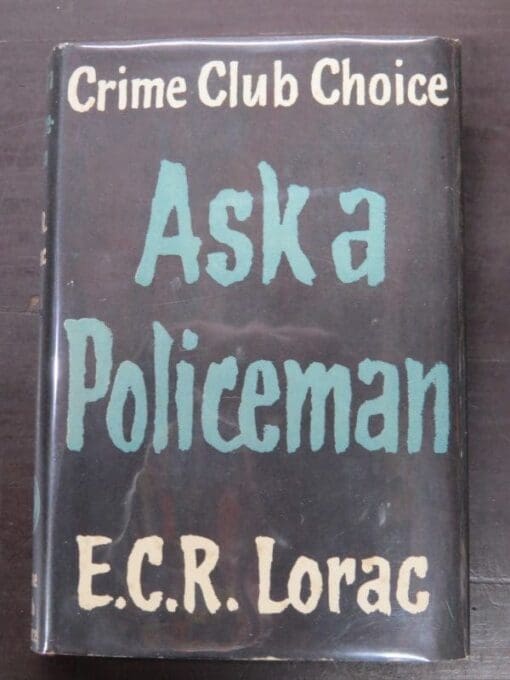 Crime Club Choice
Ask a
Policeman
E.C.R. Lorac